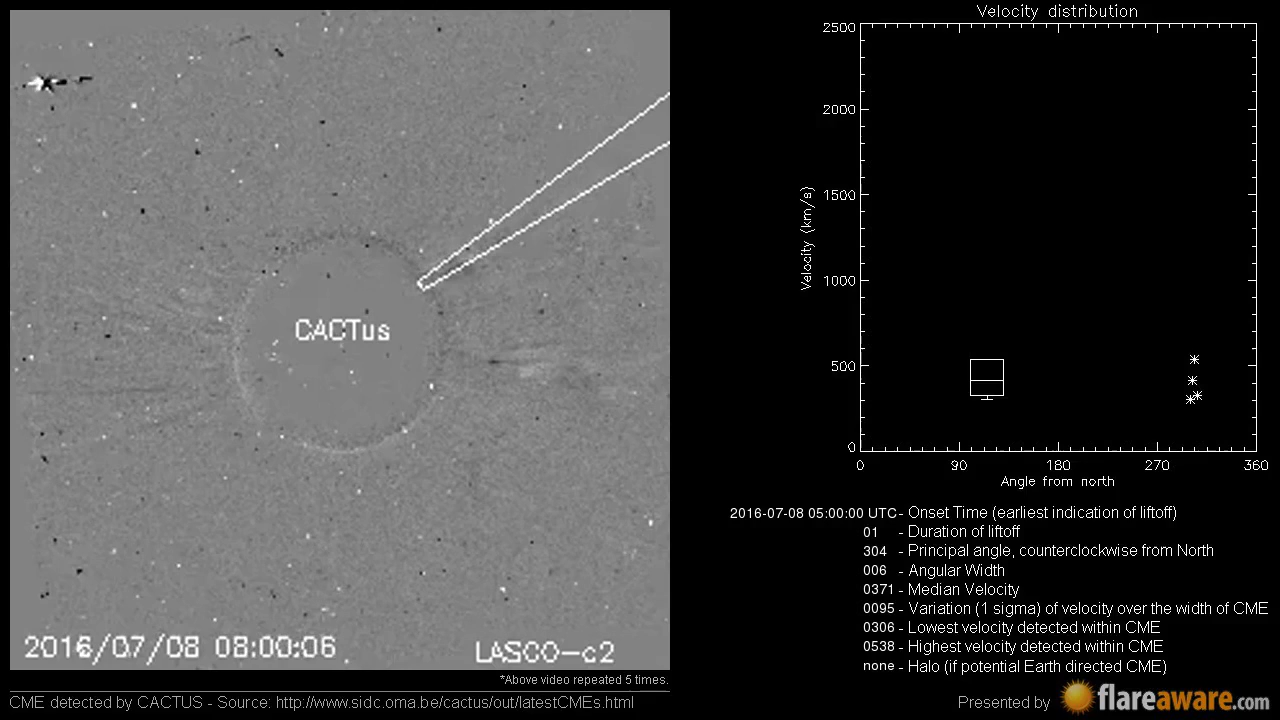 Velocity distribution
2500
2000
1500
1000
500
0
Velocity (km/s)
0 90 180 270 360
Angle from north
CACTus
2016/07/08 08:00:06
LASCO-c2
*Above video repeated 5 times.
2016-07-08 05:00:00 UTC - Onset Time (earliest indication of liftoff)
01 - Duration of liftoff
304 - Principal angle, counterclockwise from North
006 - Angular Width
0371 - Median Velocity
0095 - Variation (1 sigma) of velocity over the width of CME
0306 - Lowest velocity detected within CME
0538 - Highest velocity detected within CME
none - Halo (if potential Earth directed CME)
CME detected by CACTUS - Source: http://www.sidc.oma.be/cactus/out/latestCMEs.html
Presented by flareaware.com